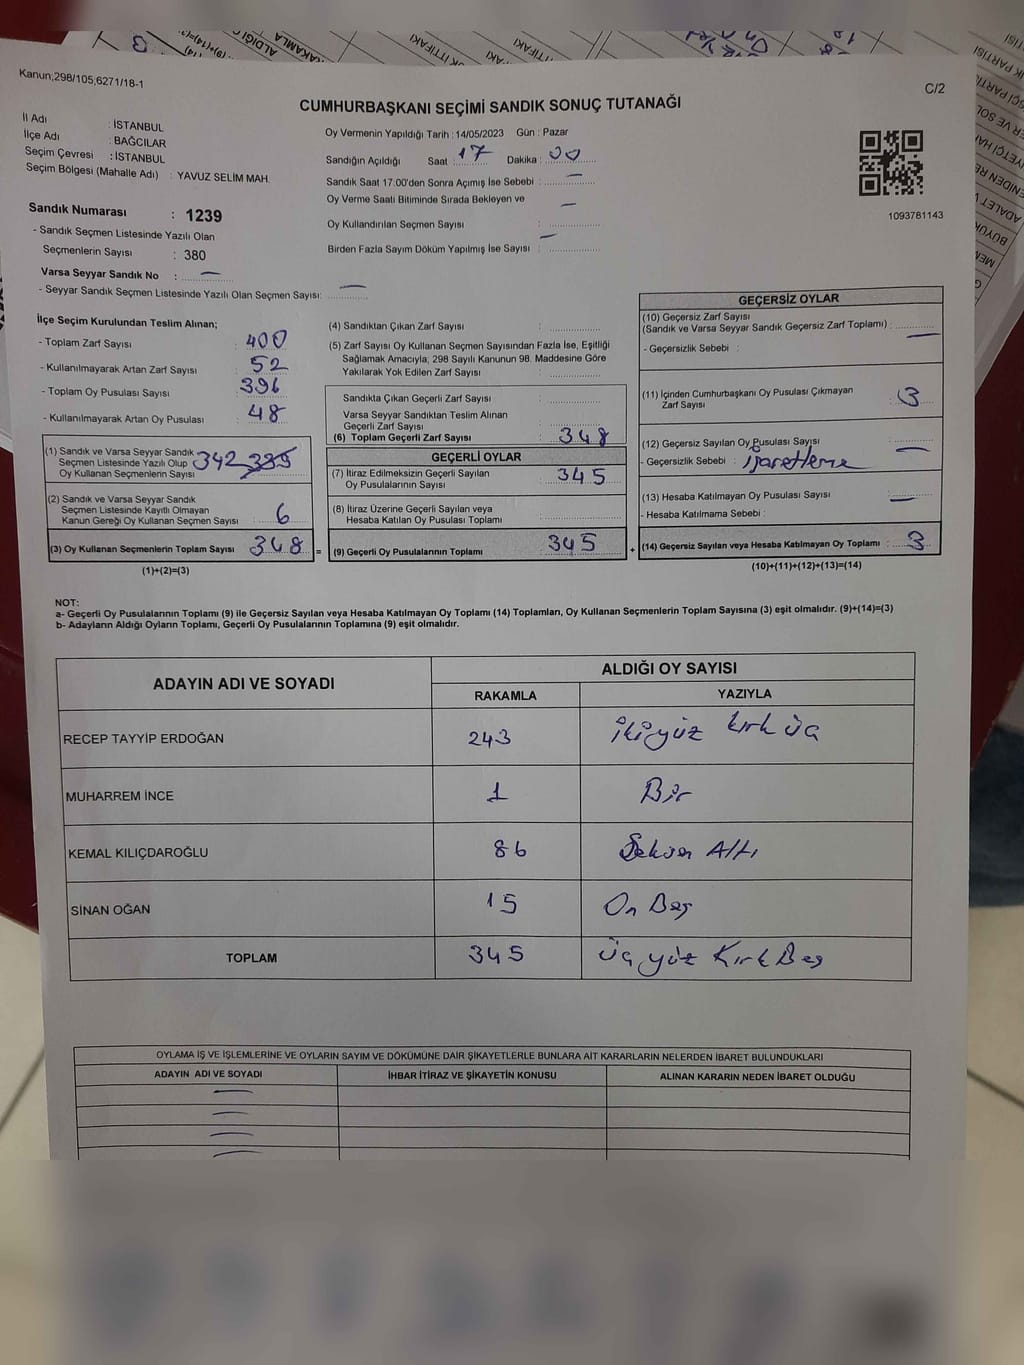 Kanun;298/105;6271/18-1
C/2
CUMHURBAŞKANI SEÇİMİ SANDIK SONUÇ TUTANAĞI
İl Adı : İSTANBUL
İlçe Adı : BAĞCILAR
Seçim Çevresi : İSTANBUL
Seçim Bölgesi (Mahalle Adı) : YAVUZ SELİM MAH.
Oy Vermenin Yapıldığı Tarih : 14/05/2023 Gün : Pazar
Sandığın Açıldığı Saat : 17 Dakika : 00
Sandık Saat 17.00'den Sonra Açımış İse Sebebi : —
Oy Verme Saati Bitiminde Sırada Bekleyen ve
Oy Kullandırılan Seçmen Sayısı : —
Birden Fazla Sayım Döküm Yapılmış İse Sayısı : —
1093781143
Sandık Numarası : 1239
- Sandık Seçmen Listesinde Yazılı Olan
Seçmenlerin Sayısı : 380
Varsa Seyyar Sandık No : —
- Seyyar Sandık Seçmen Listesinde Yazılı Olan Seçmen Sayısı: —
İlçe Seçim Kurulundan Teslim Alınan;
- Toplam Zarf Sayısı : 400
- Kullanılmayarak Artan Zarf Sayısı : 52
- Toplam Oy Pusulası Sayısı : 396
- Kullanılmayarak Artan Oy Pusulası : 48
(1) Sandık ve Varsa Seyyar Sandık
Seçmen Listesinde Yazılı Olup
Oy Kullanan Seçmenlerin Sayısı 342
(2) Sandık ve Varsa Seyyar Sandık
Seçmen Listesinde Kayıtlı Olmayan
Kanun Gereği Oy Kullanan Seçmen Sayısı : 6
(3) Oy Kullanan Seçmenlerin Toplam Sayısı : 348 =
(1)+(2)=(3)
(4) Sandıktan Çıkan Zarf Sayısı :
(5) Zarf Sayısı Oy Kullanan Seçmen Sayısından Fazla İse, Eşitliği
Sağlamak Amacıyla; 298 Sayılı Kanunun 98. Maddesine Göre
Yakılarak Yok Edilen Zarf Sayısı :
Sandıkta Çıkan Geçerli Zarf Sayısı :
Varsa Seyyar Sandıktan Teslim Alınan
Geçerli Zarf Sayısı :
(6) Toplam Geçerli Zarf Sayısı : 348
GEÇERLİ OYLAR
(7) İtiraz Edilmeksizin Geçerli Sayılan
Oy Pusulalarının Sayısı : 345
(8) İtiraz Üzerine Geçerli Sayılan veya
Hesaba Katılan Oy Pusulası Toplamı :
(9) Geçerli Oy Pusulalarının Toplamı : 345 +
GEÇERSİZ OYLAR
(10) Geçersiz Zarf Sayısı
(Sandık ve Varsa Seyyar Sandık Geçersiz Zarf Toplamı) : —
- Geçersizlik Sebebi :
(11) İçinden Cumhurbaşkanı Oy Pusulası Çıkmayan
Zarf Sayısı : 3
(12) Geçersiz Sayılan Oy Pusulası Sayısı : —
- Geçersizlik Sebebi : işaretleme
(13) Hesaba Katılmayan Oy Pusulası Sayısı : —
- Hesaba Katılmama Sebebi :
(14) Geçersiz Sayılan veya Hesaba Katılmayan Oy Toplamı : 3
(10)+(11)+(12)+(13)=(14)
NOT:
a- Geçerli Oy Pusulalarının Toplamı (9) ile Geçersiz Sayılan veya Hesaba Katılmayan Oy Toplamı (14) Toplamları, Oy Kullanan Seçmenlerin Toplam Sayısına (3) eşit olmalıdır. (9)+(14)=(3)
b- Adayların Aldığı Oyların Toplamı, Geçerli Oy Pusulalarının Toplamına (9) eşit olmalıdır.
ADAYIN ADI VE SOYADI
ALDIĞI OY SAYISI
RAKAMLA YAZIYLA
RECEP TAYYİP ERDOĞAN 243 ikiyüz kırk üç
MUHARREM İNCE 1 Bir
KEMAL KILIÇDAROĞLU 86 Seksen Altı
SİNAN OĞAN 15 On Beş
TOPLAM 345 üç yüz Kırk Beş
OYLAMA İŞ VE İŞLEMLERİNE VE OYLARIN SAYIM VE DÖKÜMÜNE DAİR ŞİKAYETLERLE BUNLARA AİT KARARLARIN NELERDEN İBARET BULUNDUKLARI
ADAYIN ADI VE SOYADI İHBAR İTİRAZ VE ŞİKAYETİN KONUSU ALINAN KARARIN NEDEN İBARET OLDUĞU